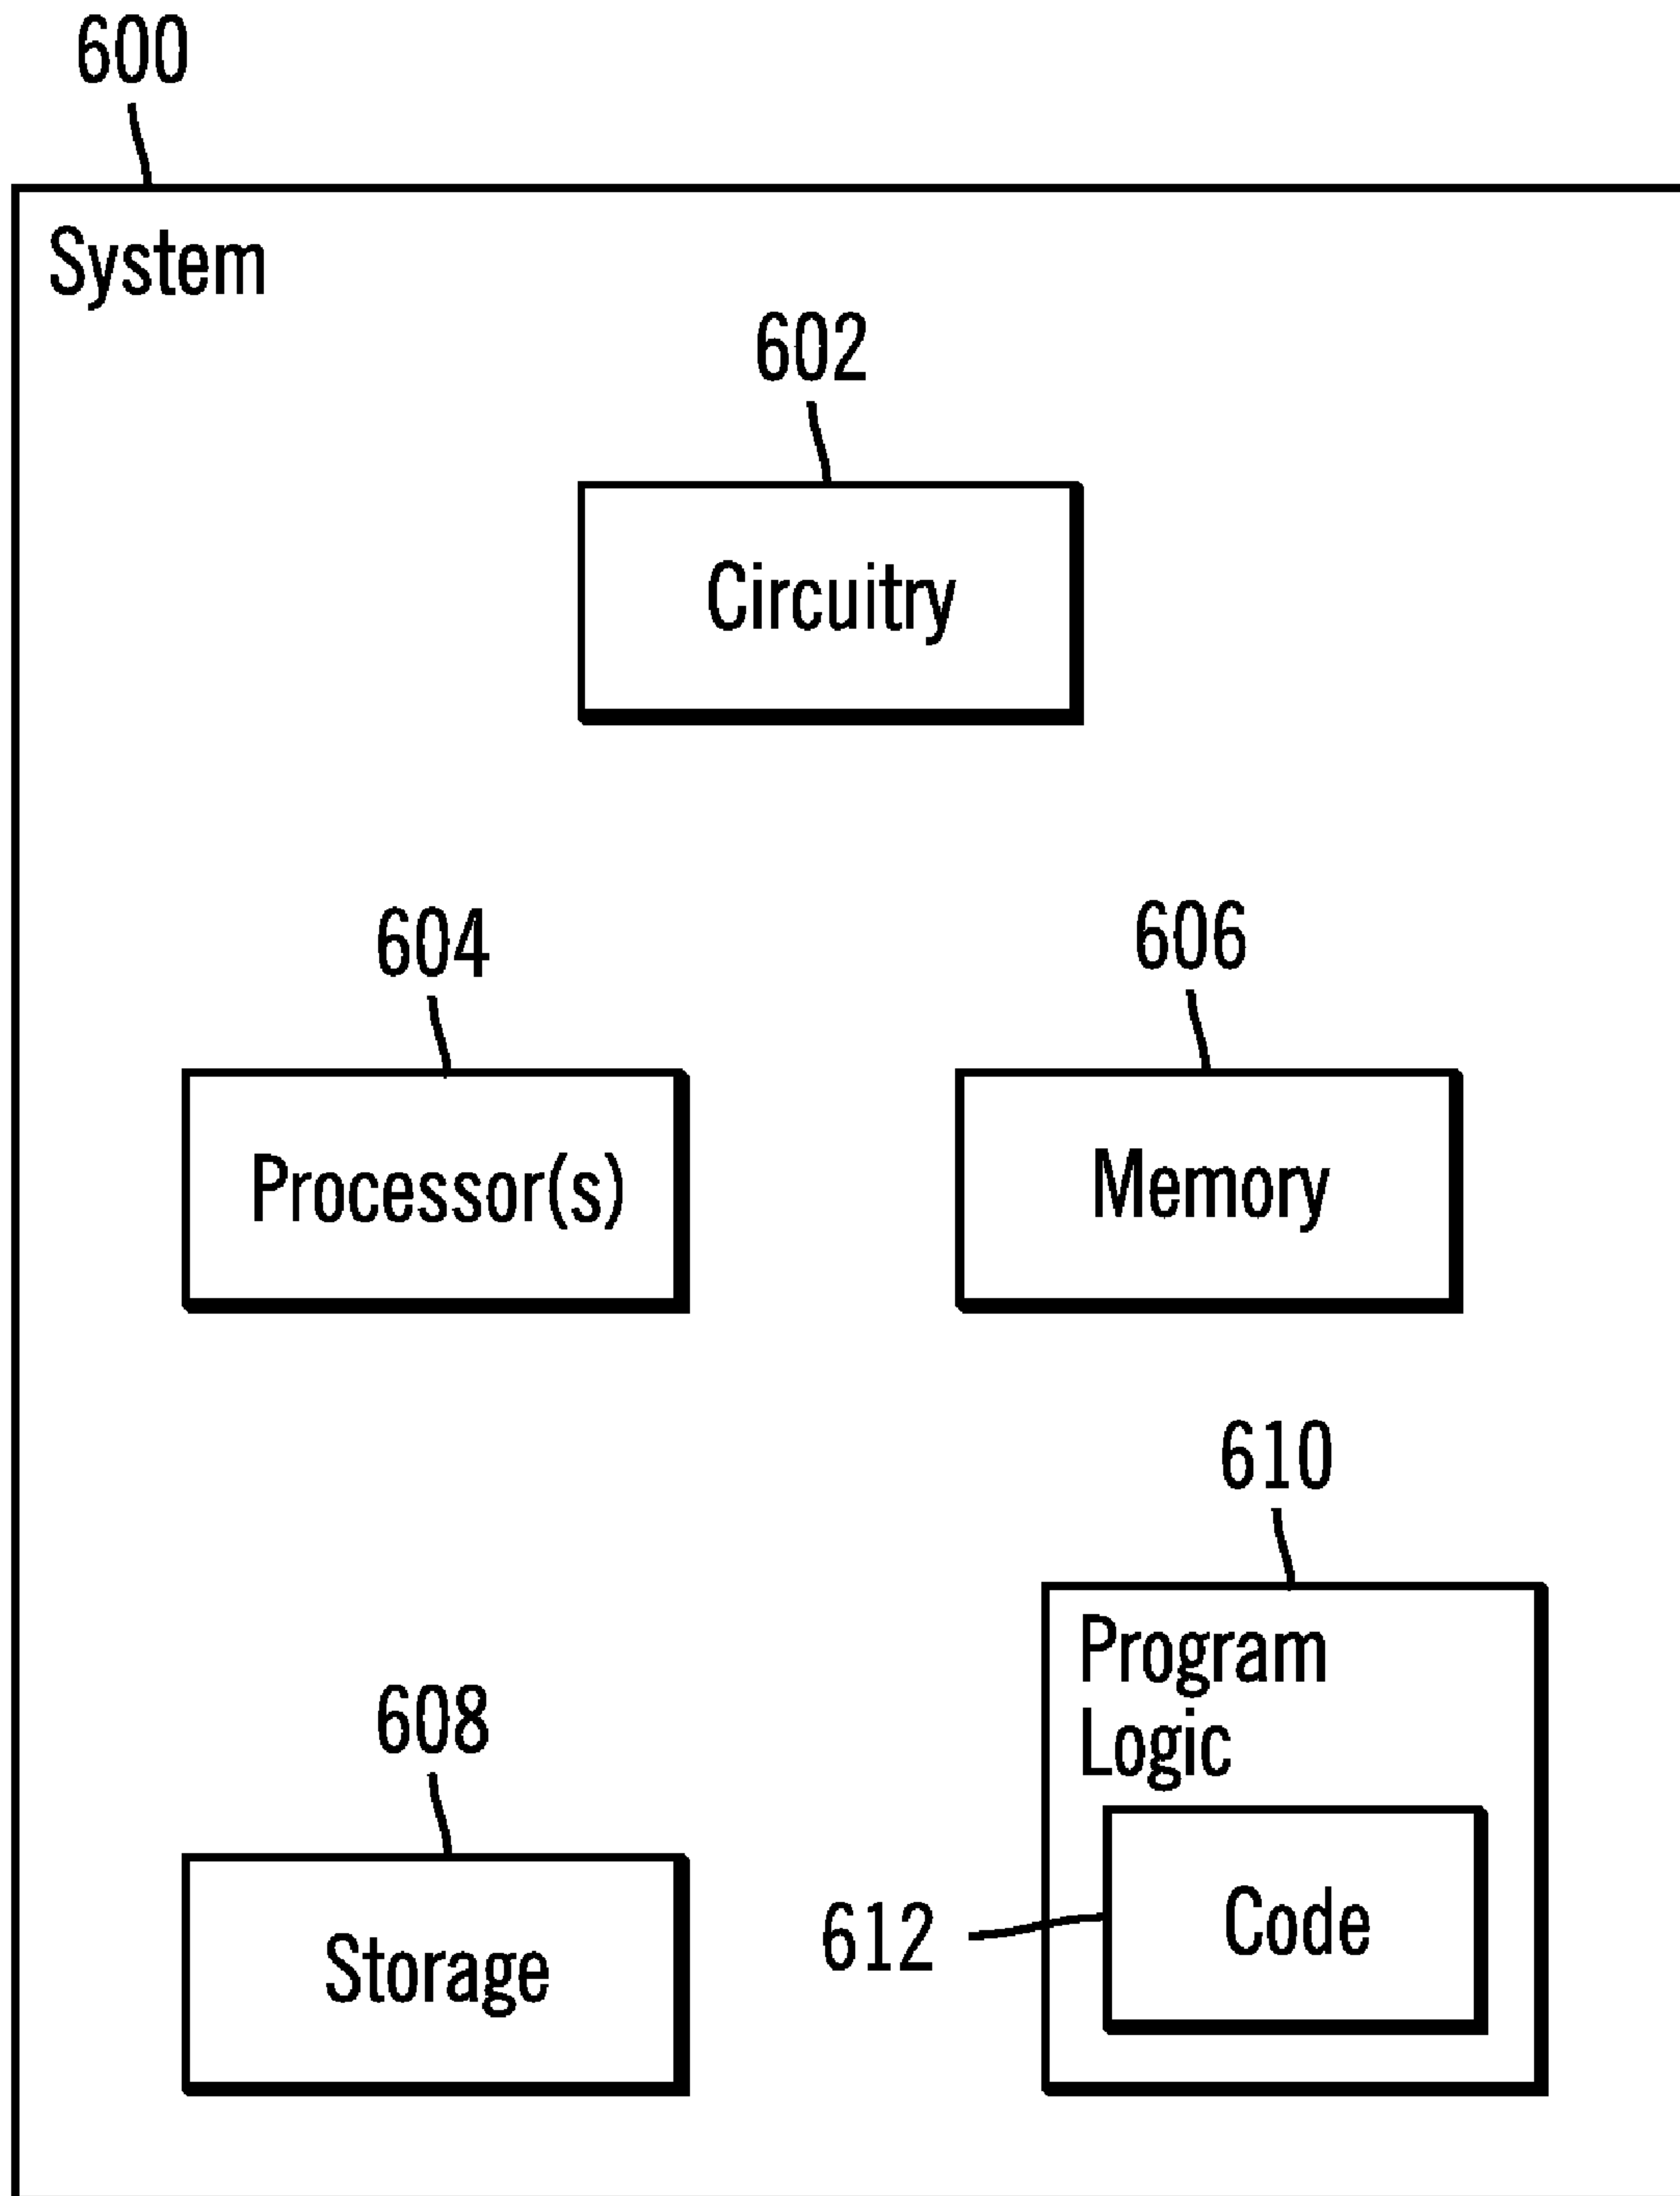 600
System
602
Circuitry
604
606
Processor(s)
Memory
610
Program
Logic
608
612
Code
Storage